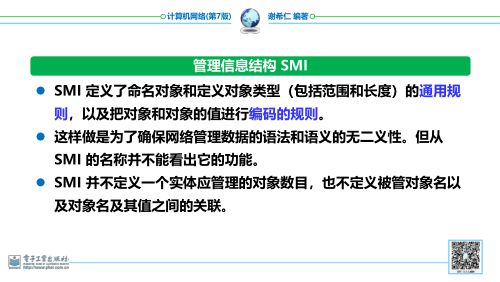 计算机网络(第7版)
谢希仁 编著
管理信息结构 SMI
SMI 定义了命名对象和定义对象类型（包括范围和长度）的通用规
则，以及把对象和对象的值进行编码的规则。
这样做是为了确保网络管理数据的语法和语义的无二义性。但从
SMI 的名称并不能看出它的功能。
SMI 并不定义一个实体应管理的对象数目，也不定义被管对象名以
及对象名及其值之间的关联。
电子工业出版社
http://www.phei.com.cn